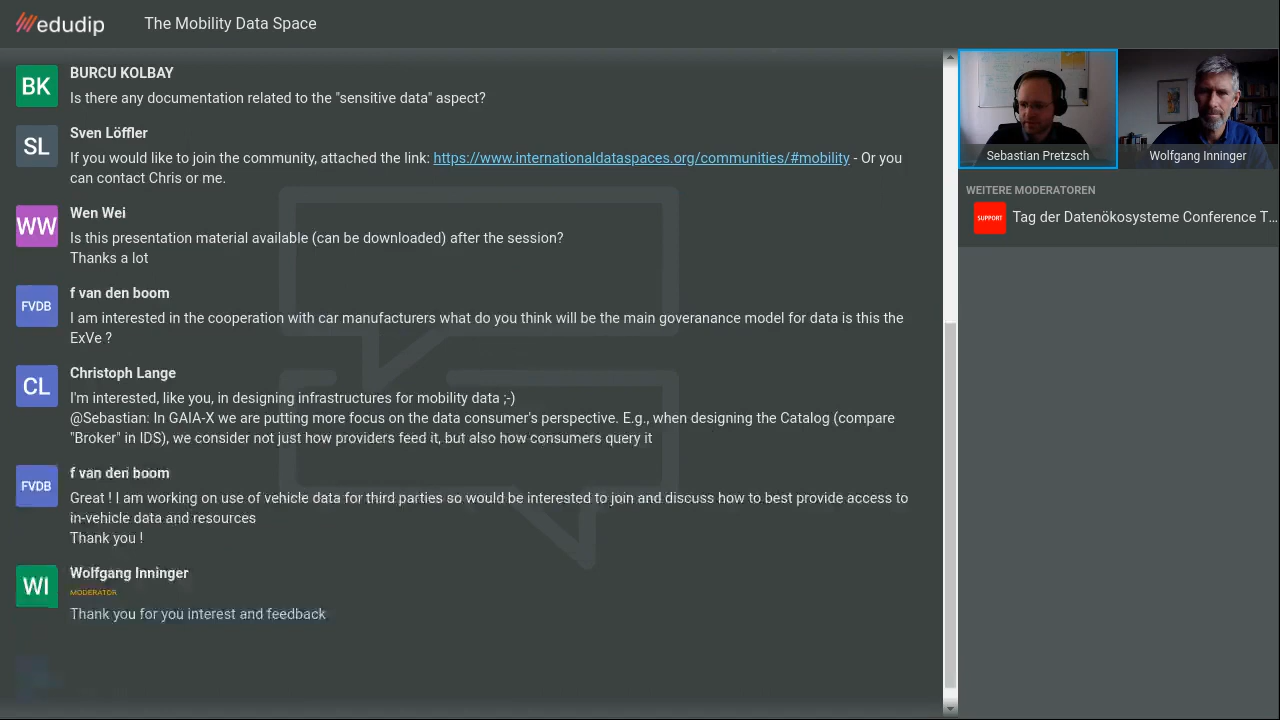 edudip
The Mobility Data Space
BK
BURCU KOLBAY
Is there any documentation related to the "sensitive data" aspect?
SL
Sven Löffler
If you would like to join the community, attached the link: https://www.internationaldataspaces.org/communities/#mobility - Or you
can contact Chris or me.
WW
Wen Wei
Is this presentation material available (can be downloaded) after the session?
Thanks a lot
FVDB
f van den boom
I am interested in the cooperation with car manufacturers what do you think will be the main goveranance model for data is this the
ExVe ?
CL
Christoph Lange
I'm interested, like you, in designing infrastructures for mobility data ;-)
@Sebastian: In GAIA-X we are putting more focus on the data consumer's perspective. E.g., when designing the Catalog (compare
"Broker" in IDS), we consider not just how providers feed it, but also how consumers query it
FVDB
f van den boom
Great ! I am working on use of vehicle data for third parties so would be interested to join and discuss how to best provide access to
in-vehicle data and resources
Thank you !
WI
Wolfgang Inninger
MODERATOR
Thank you for you interest and feedback
Sebastian Pretzsch
Wolfgang Inninger
WEITERE MODERATOREN
SUPPORT
Tag der Datenökosysteme Conference T...